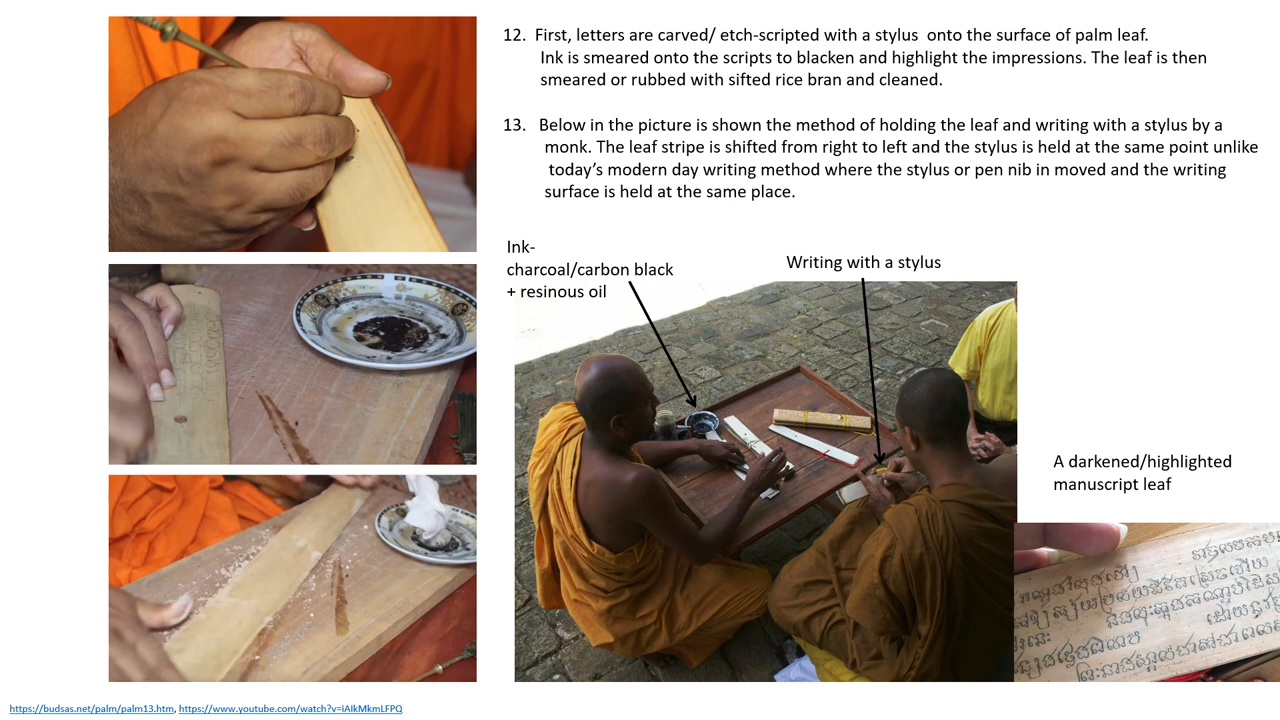 12. First, letters are carved/ etch-scripted with a stylus onto the surface of palm leaf.
Ink is smeared onto the scripts to blacken and highlight the impressions. The leaf is then
smeared or rubbed with sifted rice bran and cleaned.
13. Below in the picture is shown the method of holding the leaf and writing with a stylus by a
monk. The leaf stripe is shifted from right to left and the stylus is held at the same point unlike
today's modern day writing method where the stylus or pen nib in moved and the writing
surface is held at the same place.
Ink-
charcoal/carbon black
+ resinous oil
Writing with a stylus
A darkened/highlighted
manuscript leaf
https://budsas.net/palm/palm13.htm, https://www.youtube.com/watch?v=iAIkMkmLFPQ